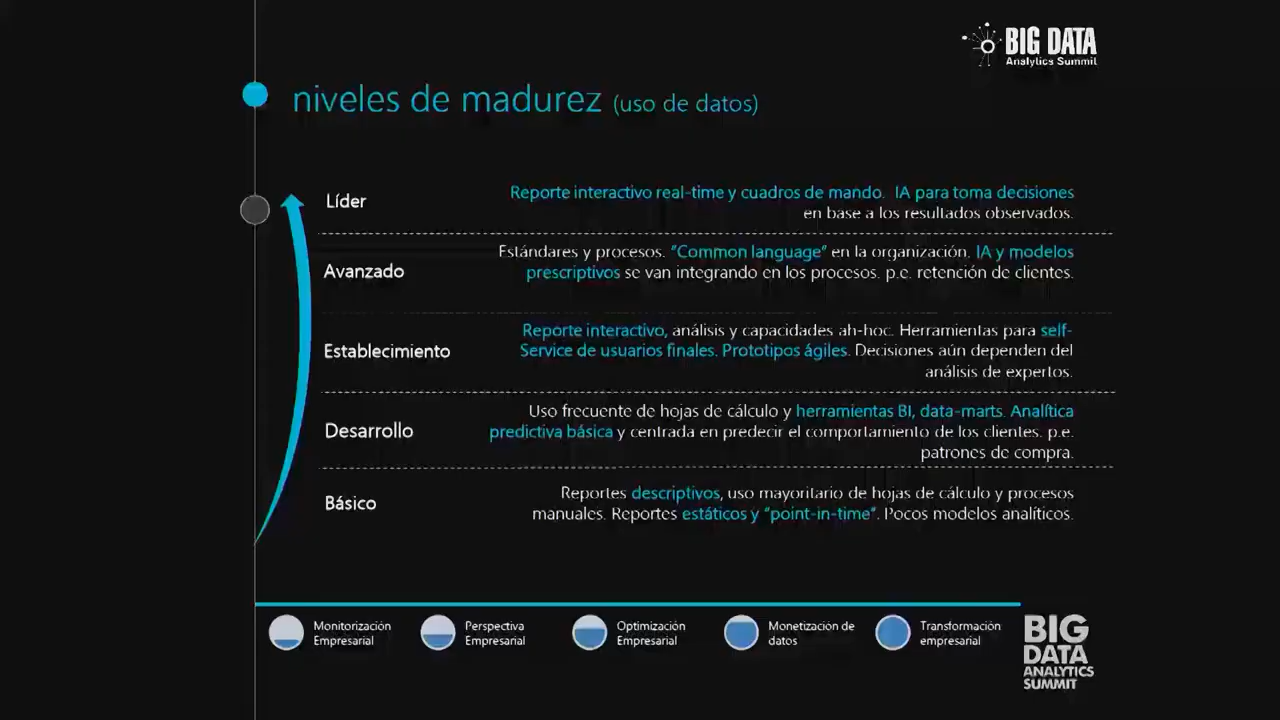 BIG DATA
Analytics Summit
niveles de madurez (uso de datos)
Líder
Reporte interactivo real-time y cuadros de mando. IA para toma decisiones
en base a los resultados observados.
Avanzado
Estándares y procesos. "Common language" en la organización. IA y modelos
prescriptivos se van integrando en los procesos. p.e. retención de clientes.
Establecimiento
Reporte interactivo, análisis y capacidades ah-hoc. Herramientas para self-
Service de usuarios finales. Prototipos ágiles. Decisiones aún dependen del
análisis de expertos.
Desarrollo
Uso frecuente de hojas de cálculo y herramientas BI, data-marts. Analítica
predictiva básica y centrada en predecir el comportamiento de los clientes. p.e.
patrones de compra.
Básico
Reportes descriptivos, uso mayoritario de hojas de cálculo y procesos
manuales. Reportes estáticos y "point-in-time". Pocos modelos analíticos.
Monitorización
Empresarial
Perspectiva
Empresarial
Optimización
Empresarial
Monetización de
datos
Transformación
empresarial
BIG
DATA
ANALYTICS
SUMMIT